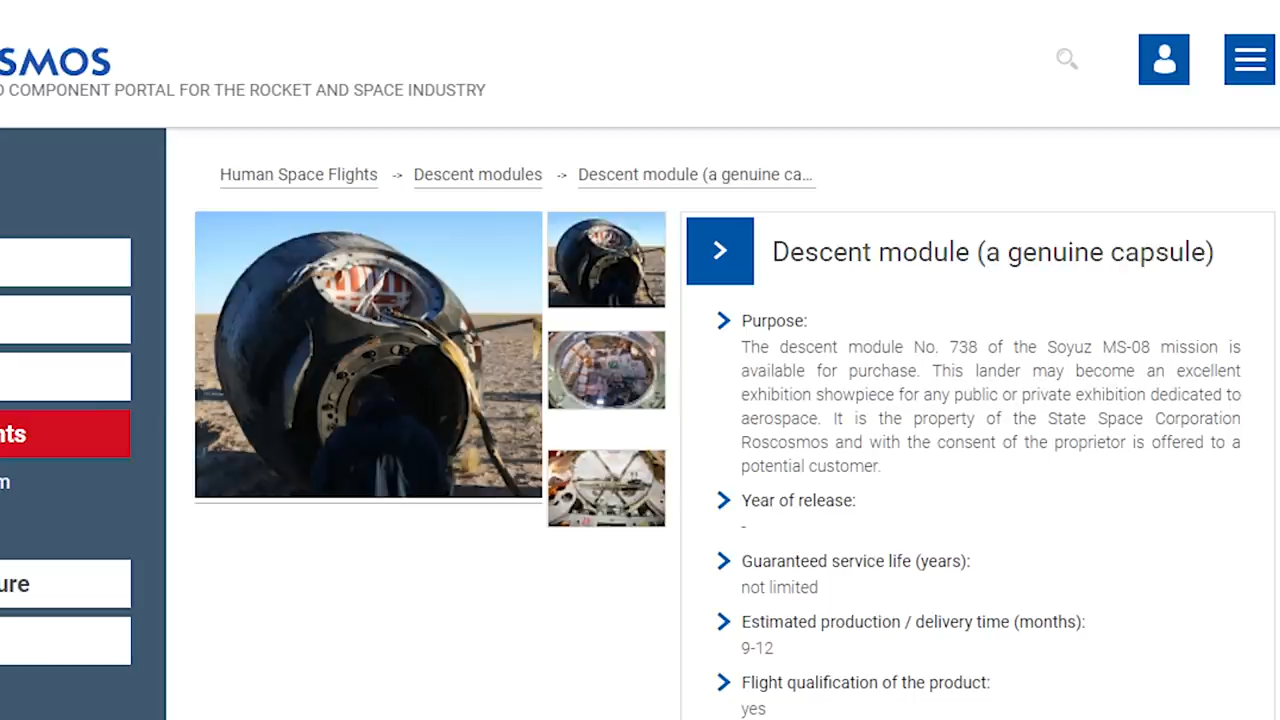 SMOS
COMPONENT PORTAL FOR THE ROCKET AND SPACE INDUSTRY
Human Space Flights -> Descent modules -> Descent module (a genuine ca...
Descent module (a genuine capsule)
Purpose:
The descent module No. 738 of the Soyuz MS-08 mission is
available for purchase. This lander may become an excellent
exhibition showpiece for any public or private exhibition dedicated to
aerospace. It is the property of the State Space Corporation
Roscosmos and with the consent of the proprietor is offered to a
potential customer.
nts
m
Year of release:
-
Guaranteed service life (years):
not limited
ure
Estimated production / delivery time (months):
9-12
Flight qualification of the product:
yes